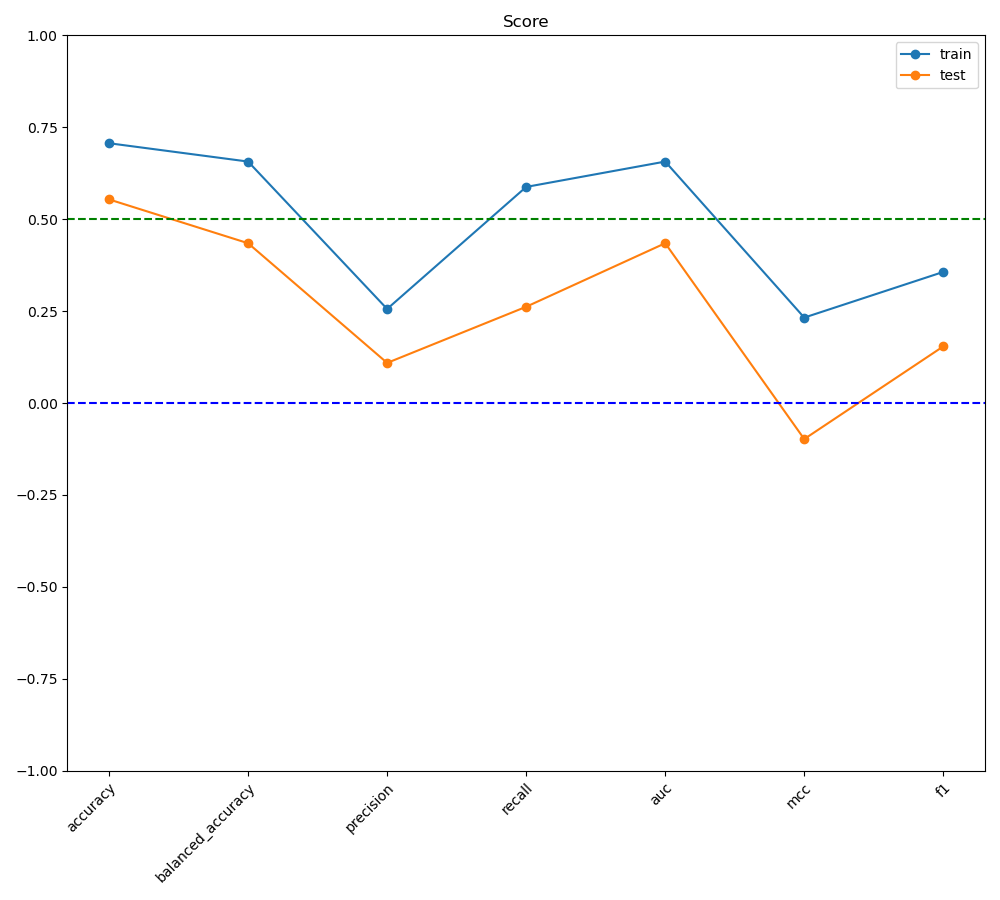 Score
train
test
1.00
0.75
0.50
0.25
0.00
−0.25
−0.50
−0.75
−1.00
accuracy
balanced_accuracy
precision
recall
auc
mcc
f1